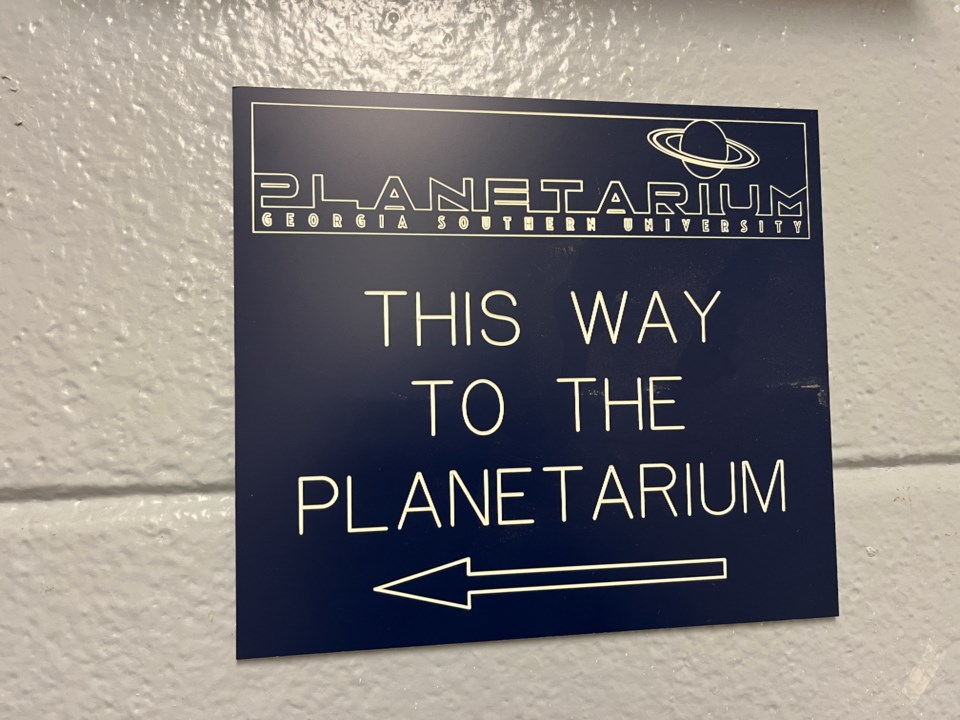 PLANETARIUM
GEORGIA SOUTHERN UNIVERSITY
THIS WAY
TO THE
PLANETARIUM